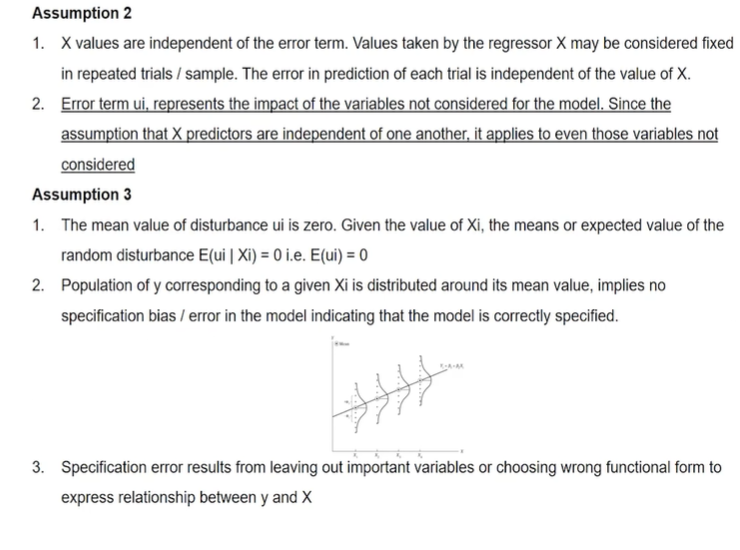 Assumption 2
1. X values are independent of the error term. Values taken by the regressor X may be considered fixed
in repeated trials / sample. The error in prediction of each trial is independent of the value of X.
2. Error term ui, represents the impact of the variables not considered for the model. Since the
assumption that X predictors are independent of one another, it applies to even those variables not
considered
Assumption 3
1. The mean value of disturbance ui is zero. Given the value of Xi, the means or expected value of the
random disturbance E(ui | Xi) = 0 i.e. E(ui) = 0
2. Population of y corresponding to a given Xi is distributed around its mean value, implies no
specification bias / error in the model indicating that the model is correctly specified.
3. Specification error results from leaving out important variables or choosing wrong functional form to
express relationship between y and X